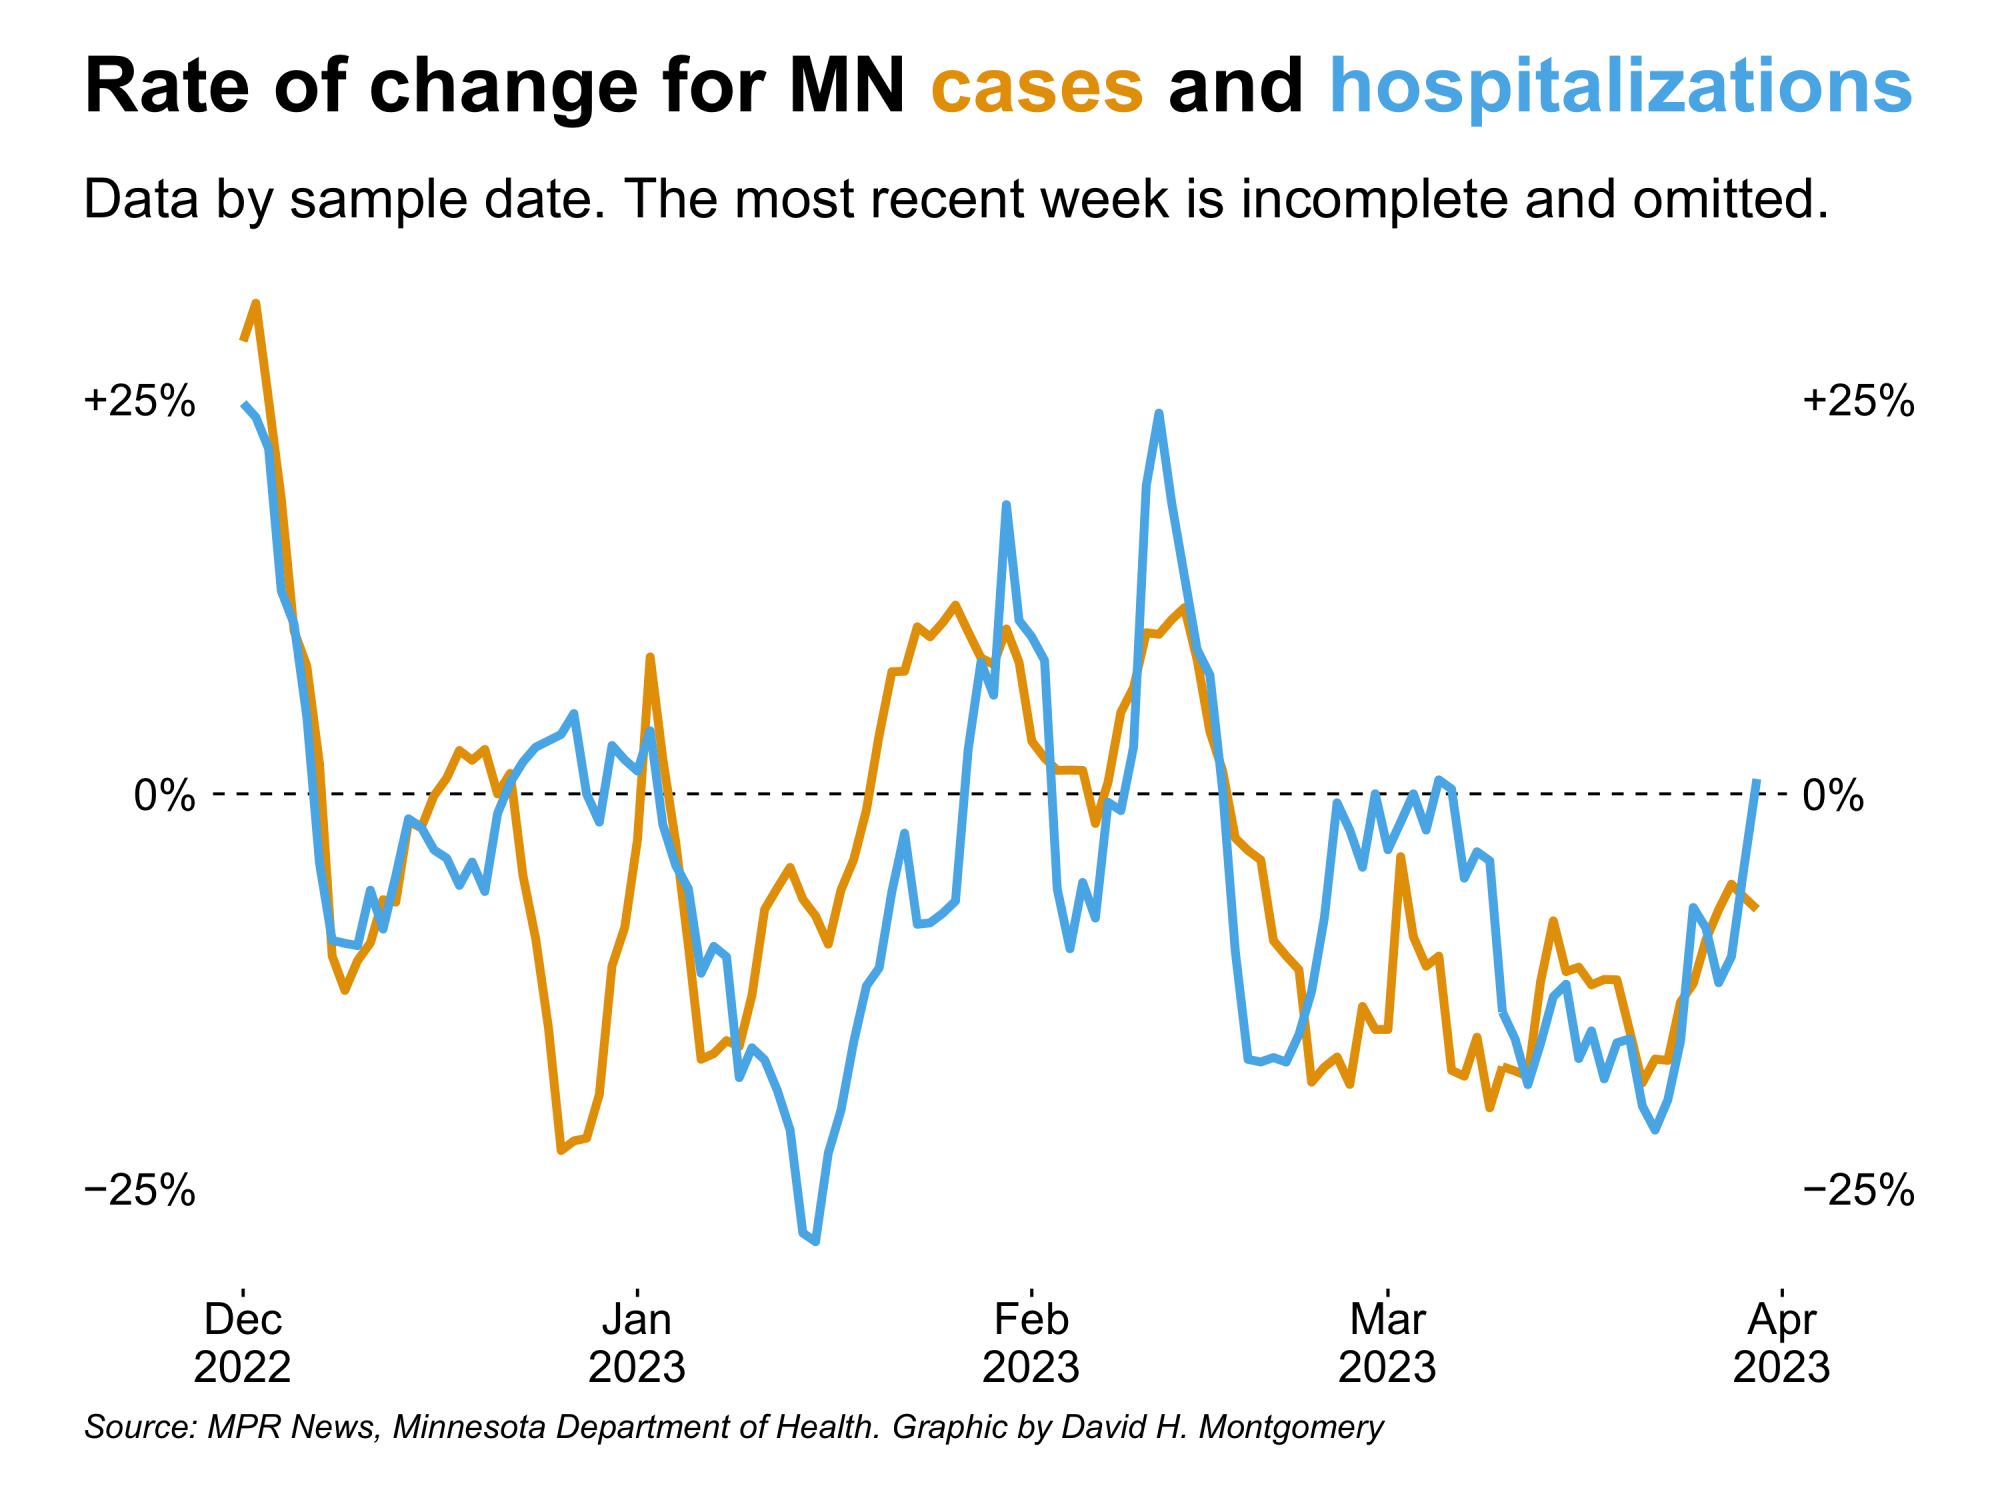 Rate of change for MN cases and hospitalizations
Data by sample date. The most recent week is incomplete and omitted.
+25% +25%
0% 0%
−25% −25%
Dec Jan Feb Mar Apr
2022 2023 2023 2023 2023
Source: MPR News, Minnesota Department of Health. Graphic by David H. Montgomery